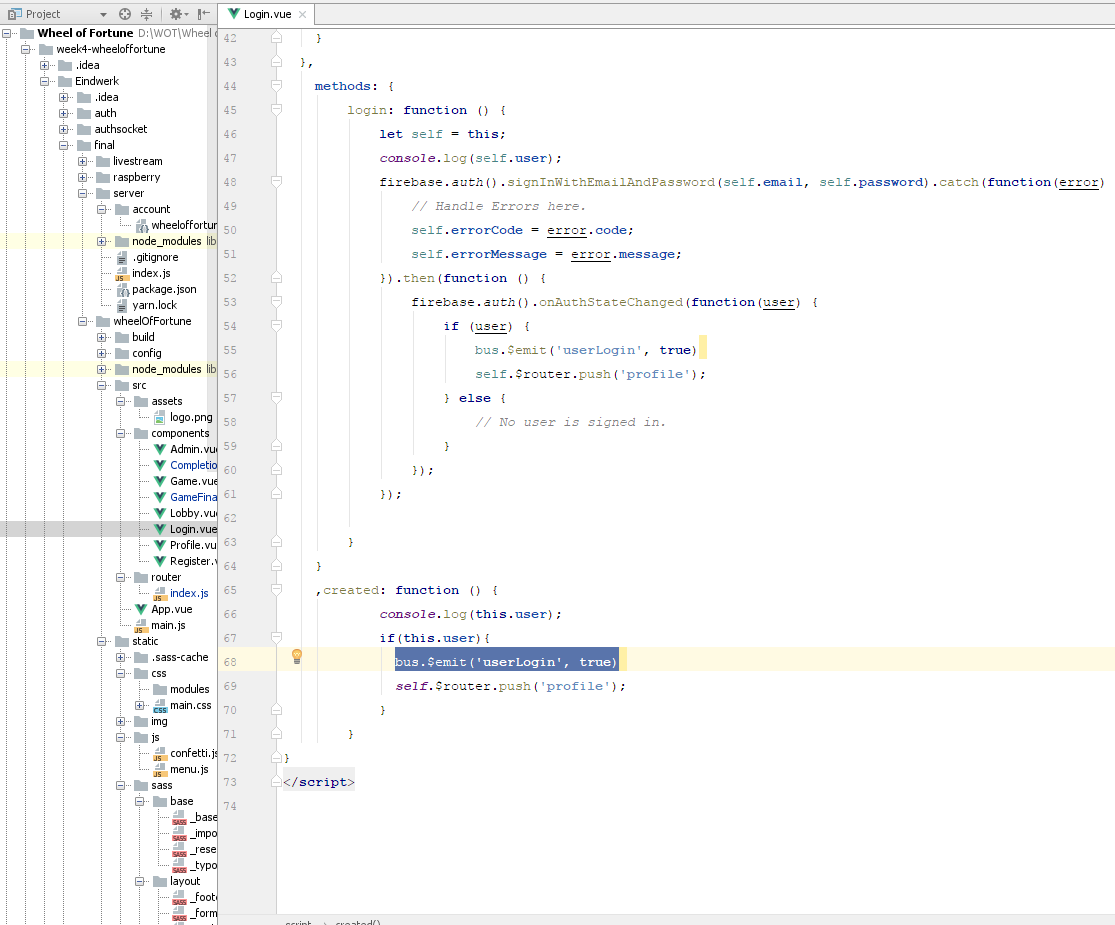 Project
Login.vue
Wheel of Fortune D:\WOT\Wheel
week4-wheeloffortune
.idea
Eindwerk
.idea
auth
authsocket
final
livestream
raspberry
server
account
wheeloffortun
node_modules lib
.gitignore
index.js
package.json
yarn.lock
wheelOfFortune
build
config
node_modules lib
src
assets
logo.png
components
Admin.vue
Completio
Game.vue
GameFina
Lobby.vue
Login.vue
Profile.vu
Register.v
router
index.js
App.vue
main.js
static
.sass-cache
css
modules
main.css
img
js
confetti.js
menu.js
sass
base
_base
_impo
_rese
_typo
layout
_foote
_form
42 }
43 },
44 methods: {
45 login: function () {
46 let self = this;
47 console.log(self.user);
48 firebase.auth().signInWithEmailAndPassword(self.email, self.password).catch(function(error)
49 // Handle Errors here.
50 self.errorCode = error.code;
51 self.errorMessage = error.message;
52 }).then(function () {
53 firebase.auth().onAuthStateChanged(function(user) {
54 if (user) {
55 bus.$emit('userLogin', true)
56 self.$router.push('profile');
57 } else {
58 // No user is signed in.
59 }
60 });
61 });
62
63 }
64 }
65 ,created: function () {
66 console.log(this.user);
67 if(this.user){
68 bus.$emit('userLogin', true)
69 self.$router.push('profile');
70 }
71 }
72 }
73 </script>
74